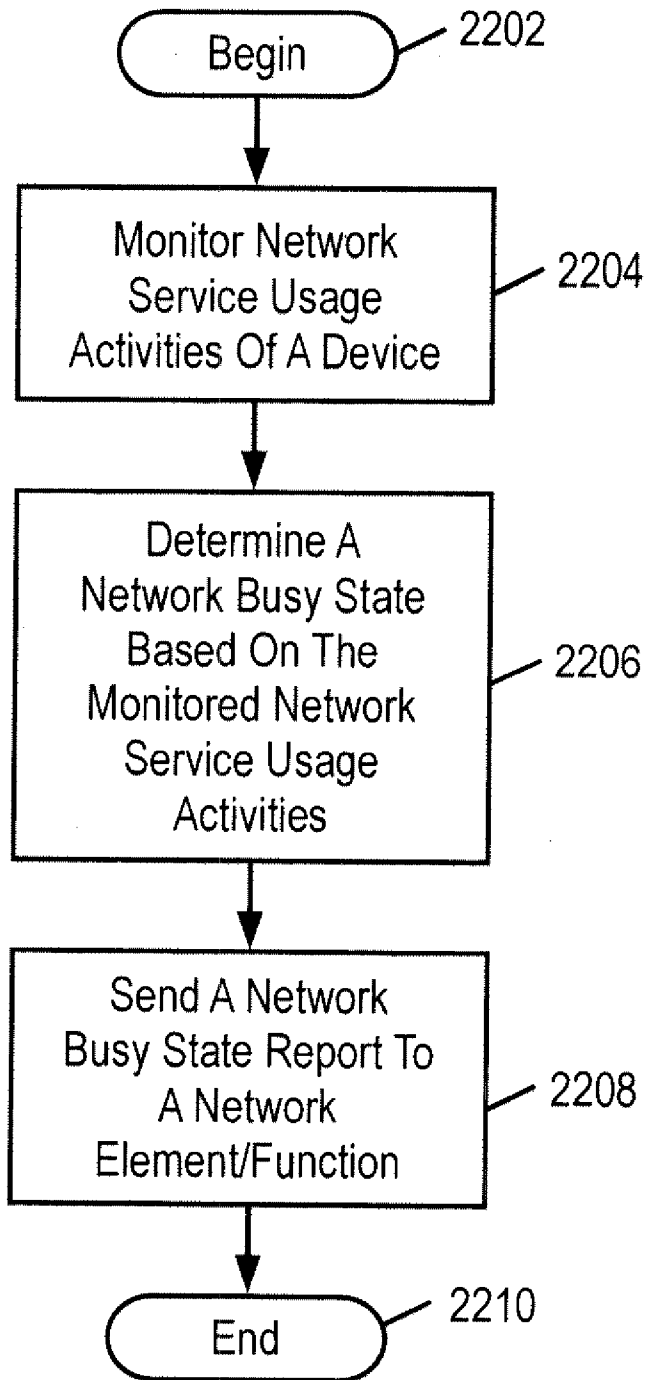 Begin
2202
Monitor Network
Service Usage
Activities Of A Device
2204
Determine A
Network Busy State
Based On The
Monitored Network
Service Usage
Activities
2206
Send A Network
Busy State Report To
A Network
Element/Function
2208
End
2210